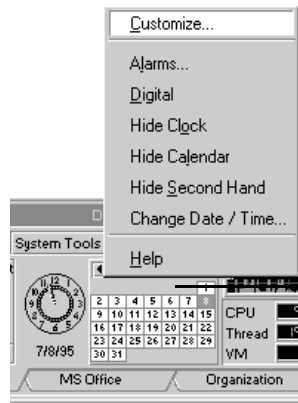 Customize...
Alarms...
Digital
Hide Clock
Hide Calendar
Hide Second Hand
Change Date / Time...
Help
D
System Tools
12
1
2 3 4 5 6 7 8
9 10 11 12 13 14 15
16 17 18 19 20 21 22
23 24 25 26 27 28 29
30 31
7/8/95
CPU
Thread
VM
MS Office
Organization